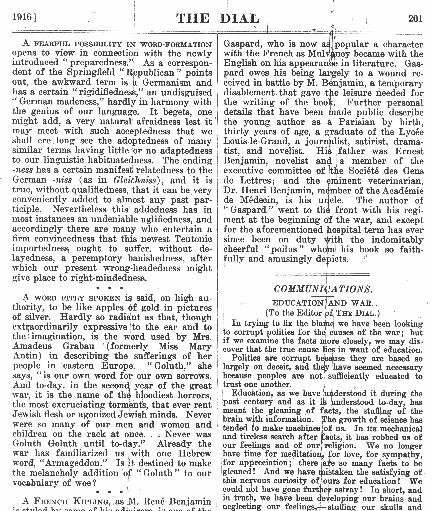 1916]
THE DIAL
201
A FEARFUL POSSIBILITY IN WORD-FORMATION
opens to view in connection with the newly
introduced "preparedness." As a correspon-
dent of the Springfield "Republican" points
out, the awkward term is a Germanism and
has a certain "rigidifiedness," an undisguised
"German madeness," hardly in harmony with
the genius of our language. It begets, one
might add, a very natural afraidness lest it
may meet with such acceptedness that we
shall ere long see the adoptedness of many
similar terms having little or no adaptedness
to our linguistic habituatedness. The ending
-ness has a certain manifest relatedness to the
German -niss (as in Gleichniss), and it is
true, without qualifiedness, that it can be very
conveniently added to almost any past par-
ticiple. Nevertheless this addedness has in
most instances an undeniable uglifiedness, and
accordingly there are many who entertain a
firm convincedness that this newest Teutonic
importedness, ought to suffer, without de-
layedness, a peremptory banishedness, after
which our present wrong-headedness might
give place to right-mindedness.
A WORD FITLY SPOKEN is said, on high au-
thority, to be like apples of gold in pictures
of silver. Hardly so radiant as that, though
extraordinarily expressive to the ear and to
the imagination, is the word used by Mrs.
Amadeus Grabau (formerly Miss Mary
Antin) in describing the sufferings of her
people in eastern Europe. "Goluth," she
says, "is our own word for our own sorrows.
And to-day, in the second year of the great
war, it is the name of the bloodiest horrors,
the most excruciating torments, that ever rent
Jewish flesh or agonized Jewish minds. Never
were so many of our men and women and
children on the rack at once. . . Never was
Goluth Goluth until to-day." Already the
war has familiarized us with one Hebrew
word, "Armageddon." Is it destined to make
the melancholy addition of "Goluth" to our
vocabulary of woe?
A FRENCH KIPLING, as M. René Benjamin
is styled by some of his admirers, is one of the
Gaspard, who is now as popular a character
with the French as Mulvaney became with the
English on his appearance in literature. Gas-
pard owes his being largely to a wound re-
ceived in battle by M. Benjamin, a temporary
disablement that gave the leisure needed for
the writing of the book. Further personal
details that have been made public describe
the young author as a Parisian by birth,
thirty years of age, a graduate of the Lycée
Louis-le-Grand, a journalist, satirist, drama-
tist, and novelist. His father was Ernest
Benjamin, novelist and a member of the
executive committee of the Société des Gens
de Lettres; and the eminent veterinarian,
Dr. Henri Benjamin, member of the Académie
de Médecin, is his uncle. The author of
"Gaspard" went to the front with his regi-
ment at the beginning of the war, and except
for the aforementioned hospital term has ever
since been on duty with the indomitably
cheerful "poilus" whom his book so faith-
fully and amusingly depicts.
COMMUNICATIONS.
EDUCATION AND WAR.
(To the Editor of THE DIAL.)
In trying to fix the blame we have been looking
to corrupt polities for the causes of the war; but
if we examine the facts more closely, we may dis-
cover that the true cause lies in want of education.
Polities are corrupt because they are based so
largely on deceit, and they have seemed necessary
because peoples are not sufficiently educated to
trust one another.
Education, as we have understood it during the
past century and as it is understood to-day, has
meant the gleaning of facts, the stuffing of the
brain with information. The growth of science has
tended to make machines of us. In its mechanical
and tireless search after facts, it has robbed us of
our feelings and of our religion. We no longer
have time for meditation, for love, for sympathy,
for appreciation; there are so many facts to be
gleaned! And we have mistaken the satisfying of
this nervous curiosity of ours for education! We
could not have gone further astray! In short, and
in truth, we have been developing our brains and
neglecting our feelings,—stuffing our skulls and